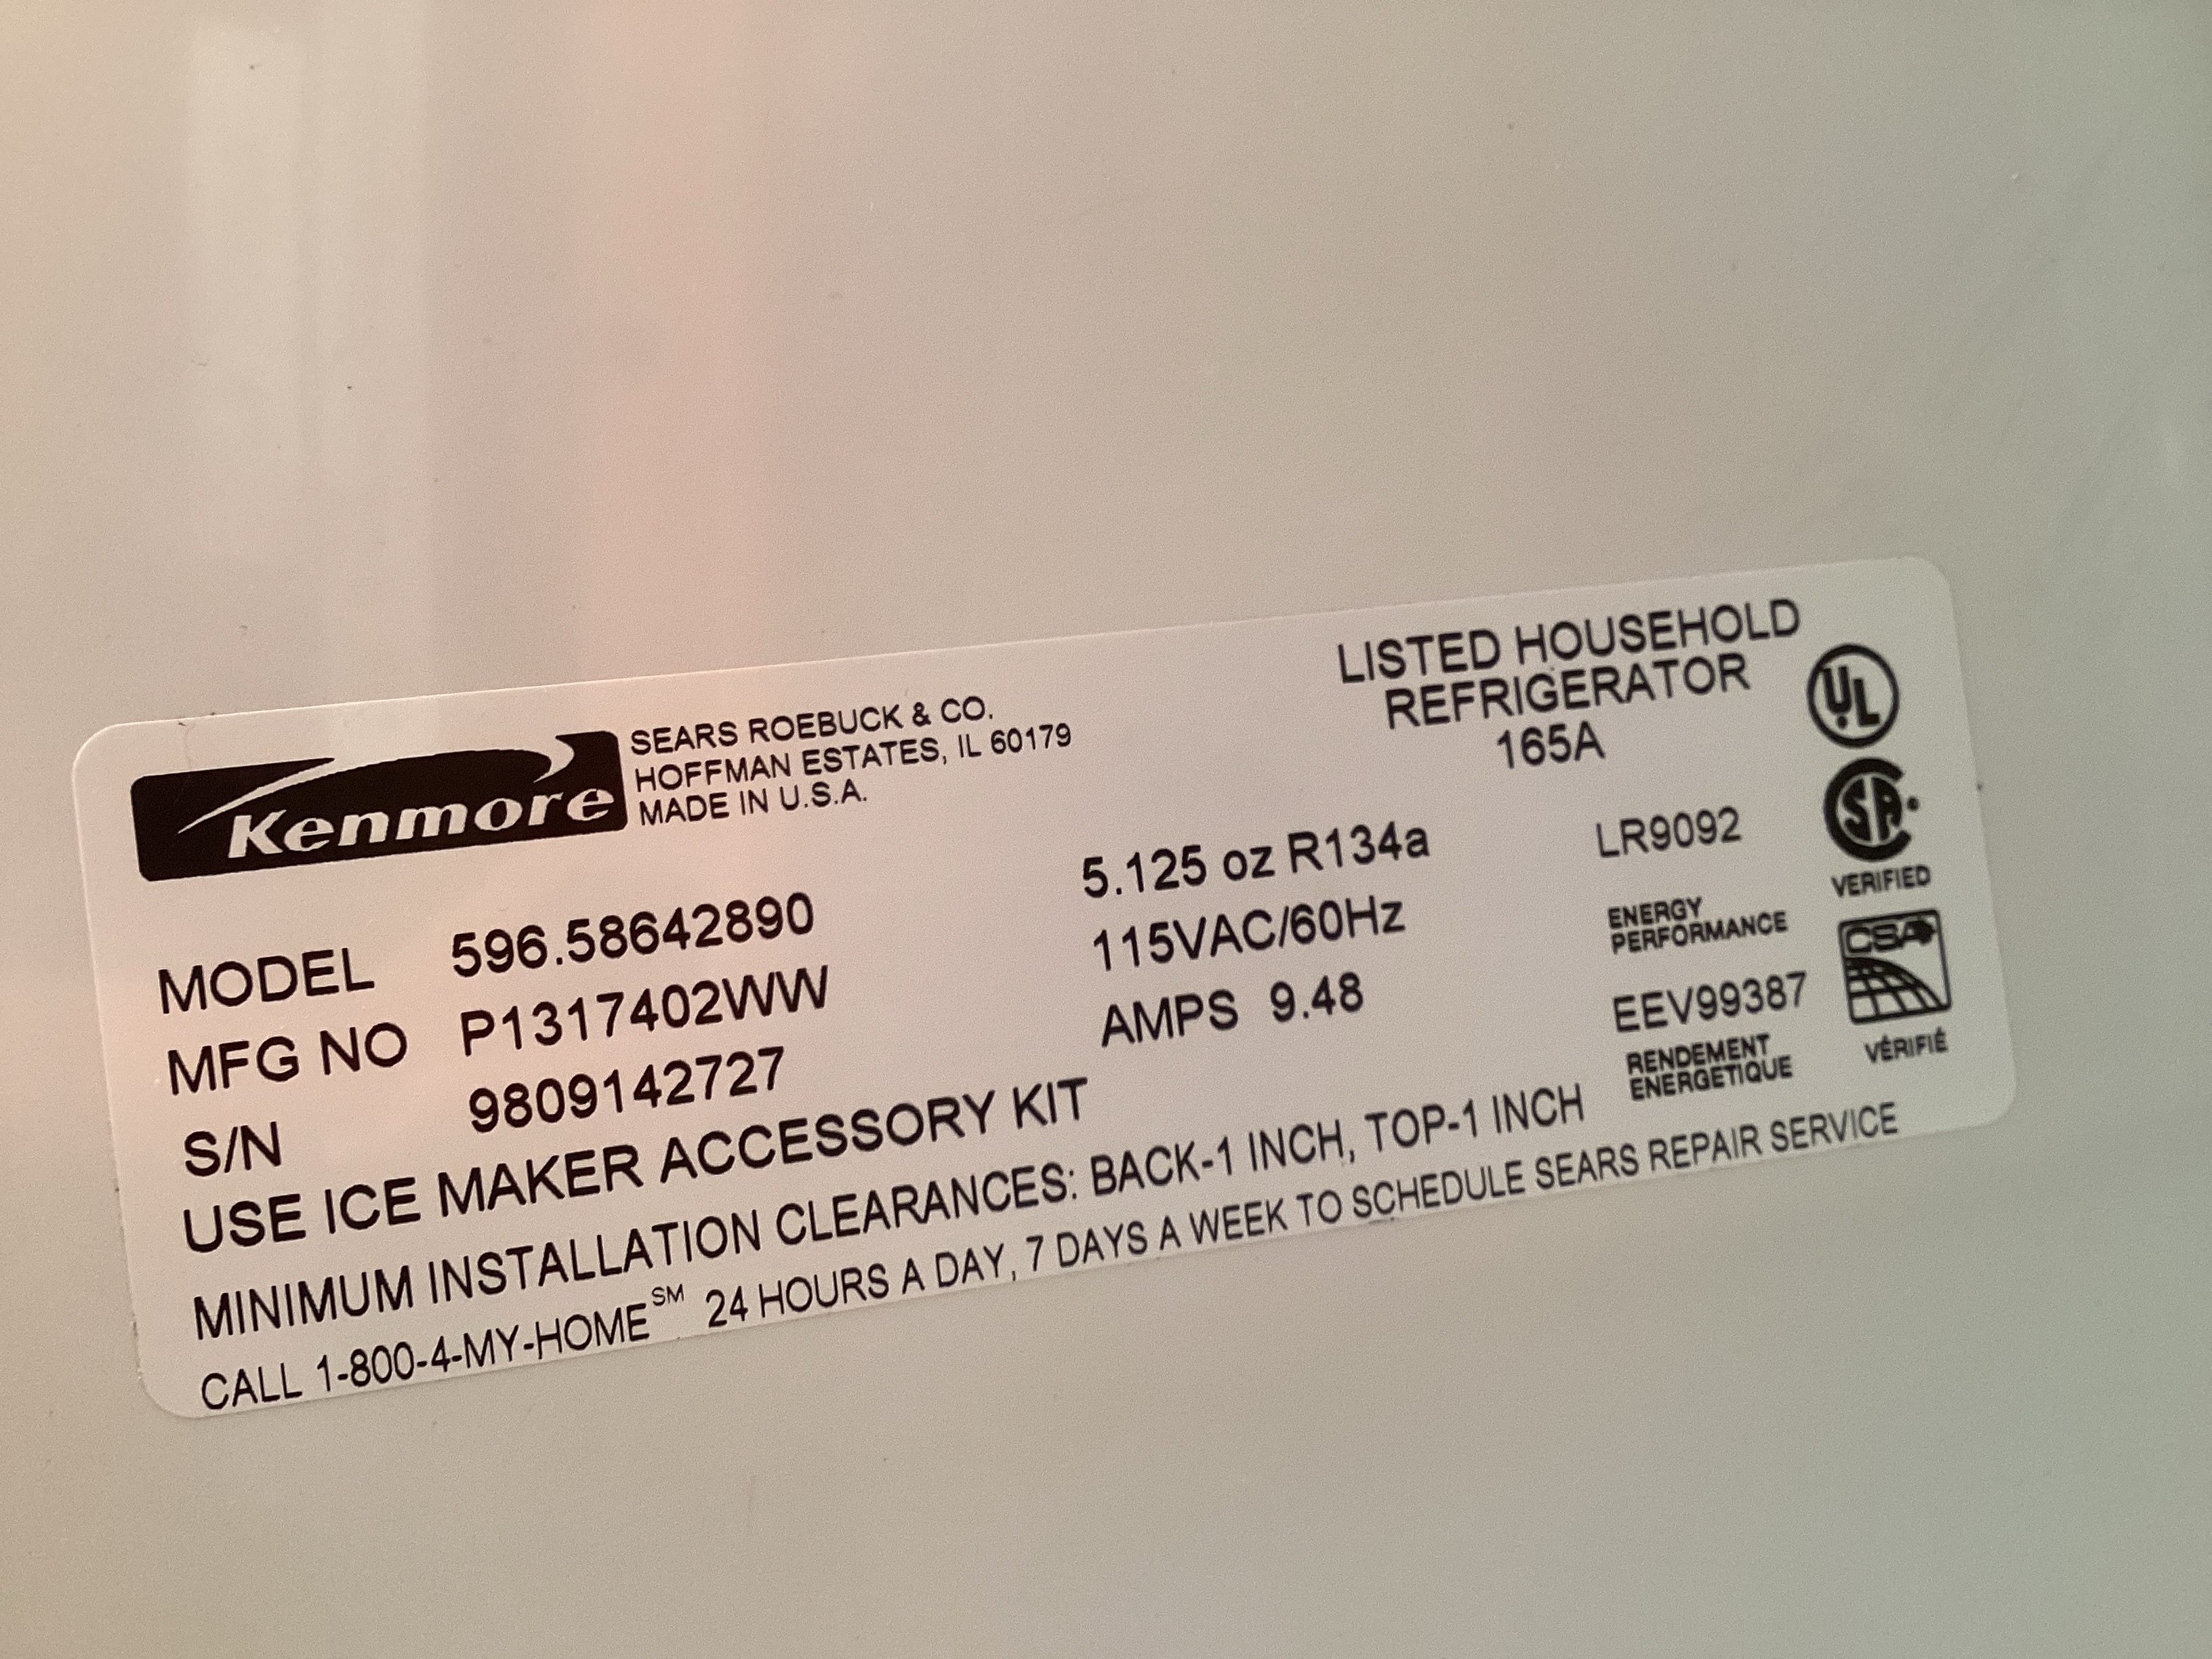 Kenmore
SEARS ROEBUCK & CO.
HOFFMAN ESTATES, IL 60179
MADE IN U.S.A.
LISTED HOUSEHOLD
REFRIGERATOR
165A
UL
SA
VERIFIED
MODEL 596.58642890
MFG NO P1317402WW
S/N 9809142727
5.125 oz R134a
115VAC/60Hz
AMPS 9.48
LR9092
ENERGY
PERFORMANCE
EEV99387
RENDEMENT
ENERGETIQUE
CSA
VÉRIFIÉ
USE ICE MAKER ACCESSORY KIT
MINIMUM INSTALLATION CLEARANCES: BACK-1 INCH, TOP-1 INCH
CALL 1-800-4-MY-HOME℠ 24 HOURS A DAY, 7 DAYS A WEEK TO SCHEDULE SEARS REPAIR SERVICE